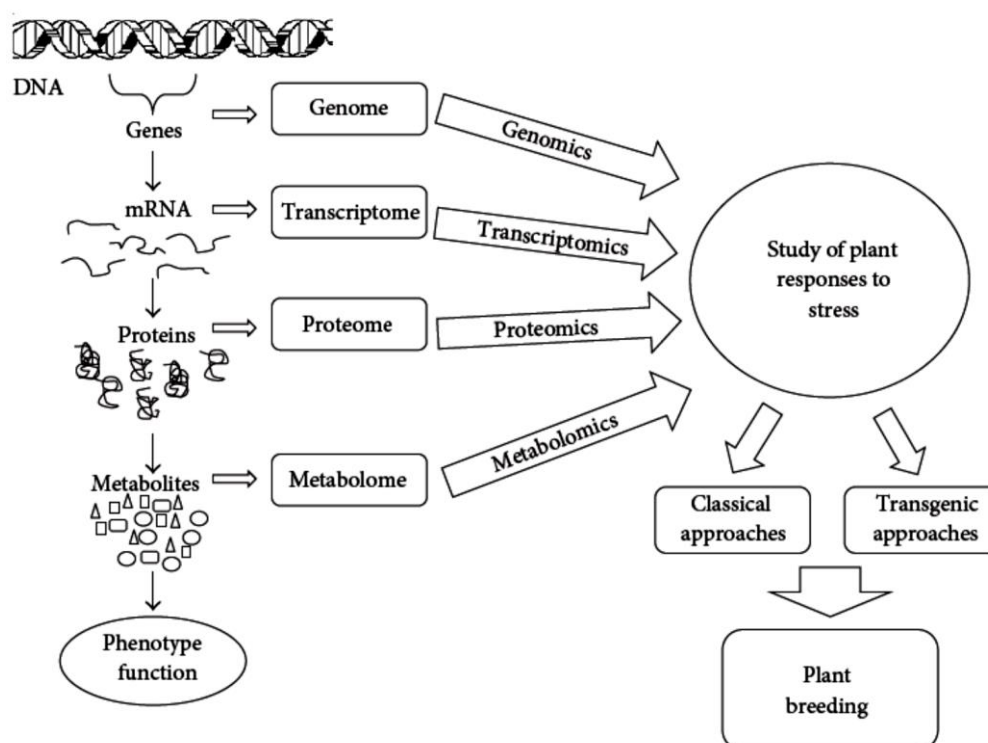 DNA
Genes
Genome
Genomics
mRNA
Transcriptome
Transcriptomics
Proteins
Proteome
Proteomics
Metabolites
Metabolome
Metabolomics
Phenotype
function
Study of plant
responses to
stress
Classical
approaches
Transgenic
approaches
Plant
breeding